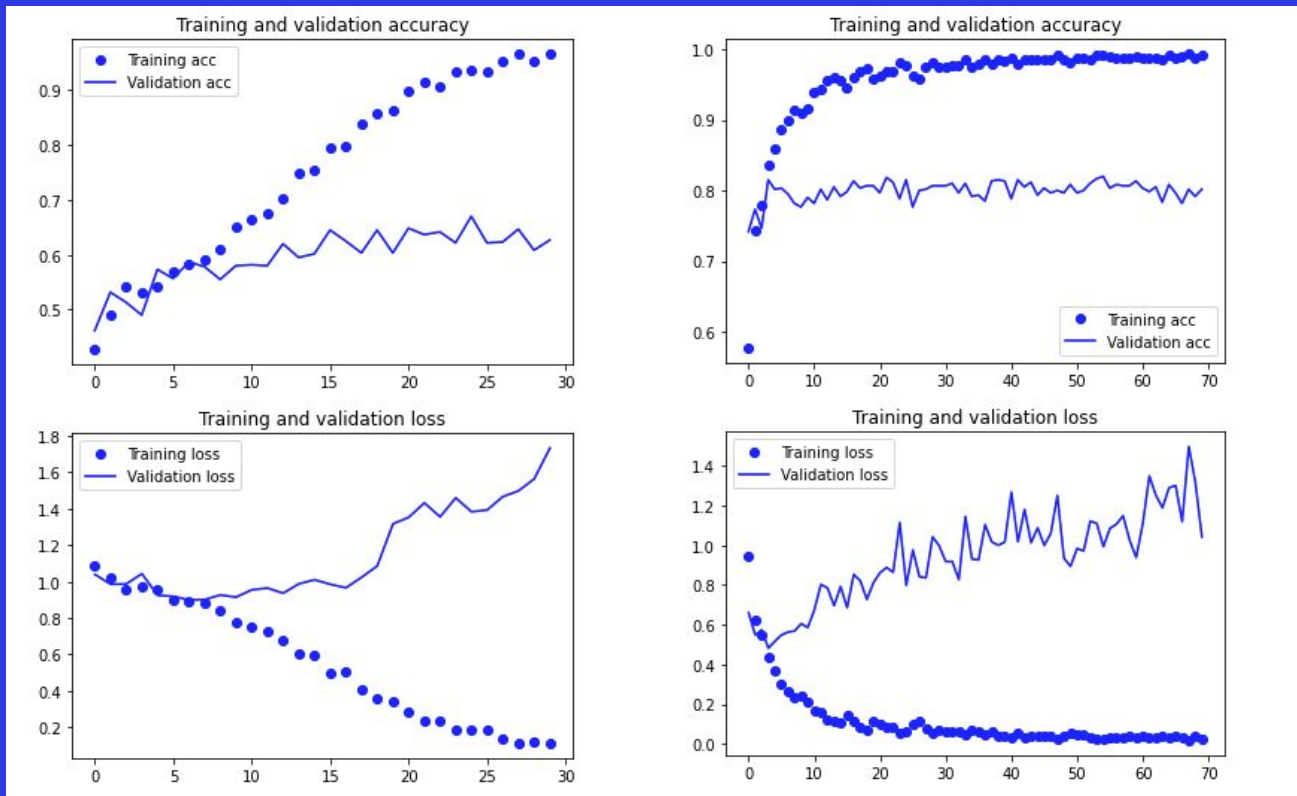 Training and validation accuracy
Training acc
Validation acc
0.9
0.8
0.7
0.6
0.5
0 5 10 15 20 25 30
Training and validation accuracy
1.0
0.9
0.8
0.7
0.6
Training acc
Validation acc
0 10 20 30 40 50 60 70
Training and validation loss
1.8
Training loss
Validation loss
1.6
1.4
1.2
1.0
0.8
0.6
0.4
0.2
0 5 10 15 20 25 30
Training and validation loss
Training loss
Validation loss
1.4
1.2
1.0
0.8
0.6
0.4
0.2
0.0
0 10 20 30 40 50 60 70